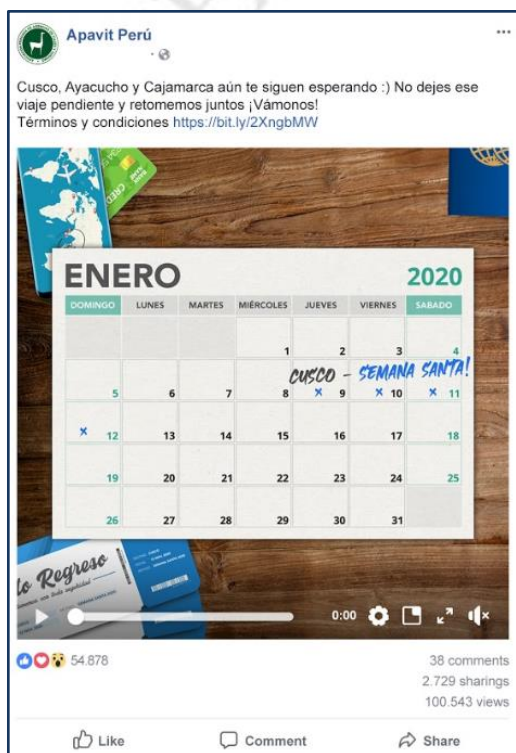 Apavit Perú
Cusco, Ayacucho y Cajamarca aún te siguen esperando :) No dejes ese
viaje pendiente y retomemos juntos ¡Vámonos!
Términos y condiciones https://bit.ly/2XngbMW
BANK
CRED
ENERO 2020
DOMINGO LUNES MARTES MIÉRCOLES JUEVES VIERNES SABADO
1 2 3 4
CUSCO - SEMANA SANTA!
5 6 7 8 x 9 x 10 x 11
x 12 13 14 15 16 17 18
19 20 21 22 23 24 25
26 27 28 29 30 31
lo Regreso
0:00
54.878
38 comments
2.729 sharings
100.543 views
Like Comment Share